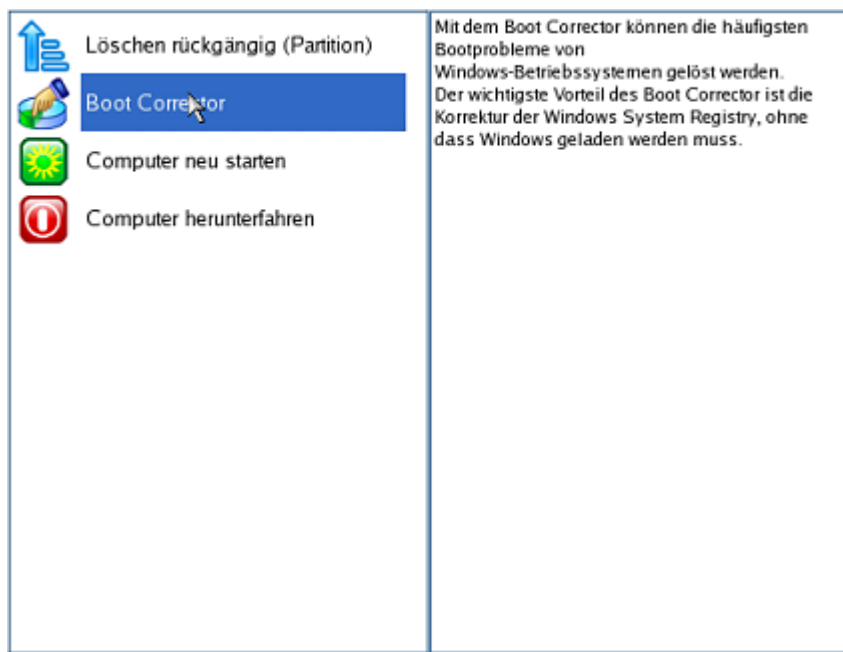 Löschen rückgängig (Partition)
Boot Corrector
Computer neu starten
Computer herunterfahren
Mit dem Boot Corrector können die häufigsten
Bootprobleme von
Windows-Betriebssystemen gelöst werden.
Der wichtigste Vorteil des Boot Corrector ist die
Korrektur der Windows System Registry, ohne
dass Windows geladen werden muss.